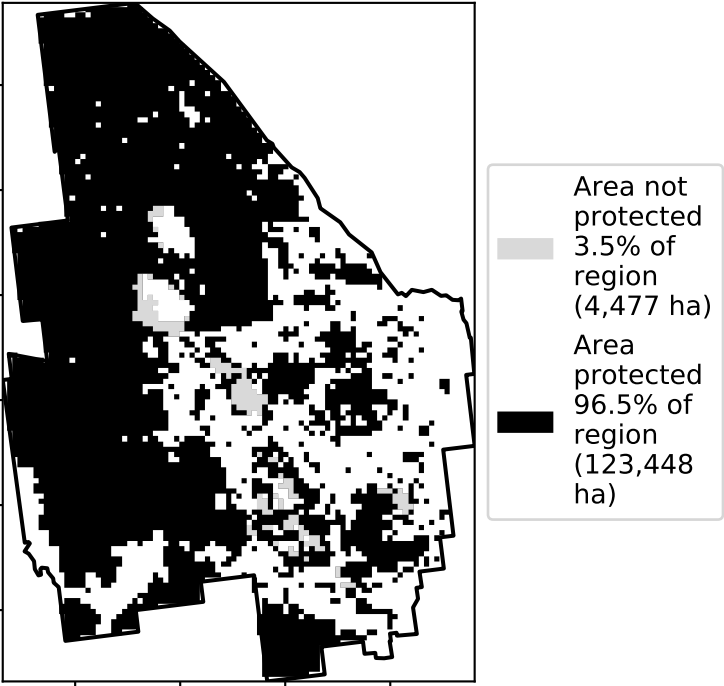 Area not
protected
3.5% of
region
(4,477 ha)
Area
protected
96.5% of
region
(123,448
ha)